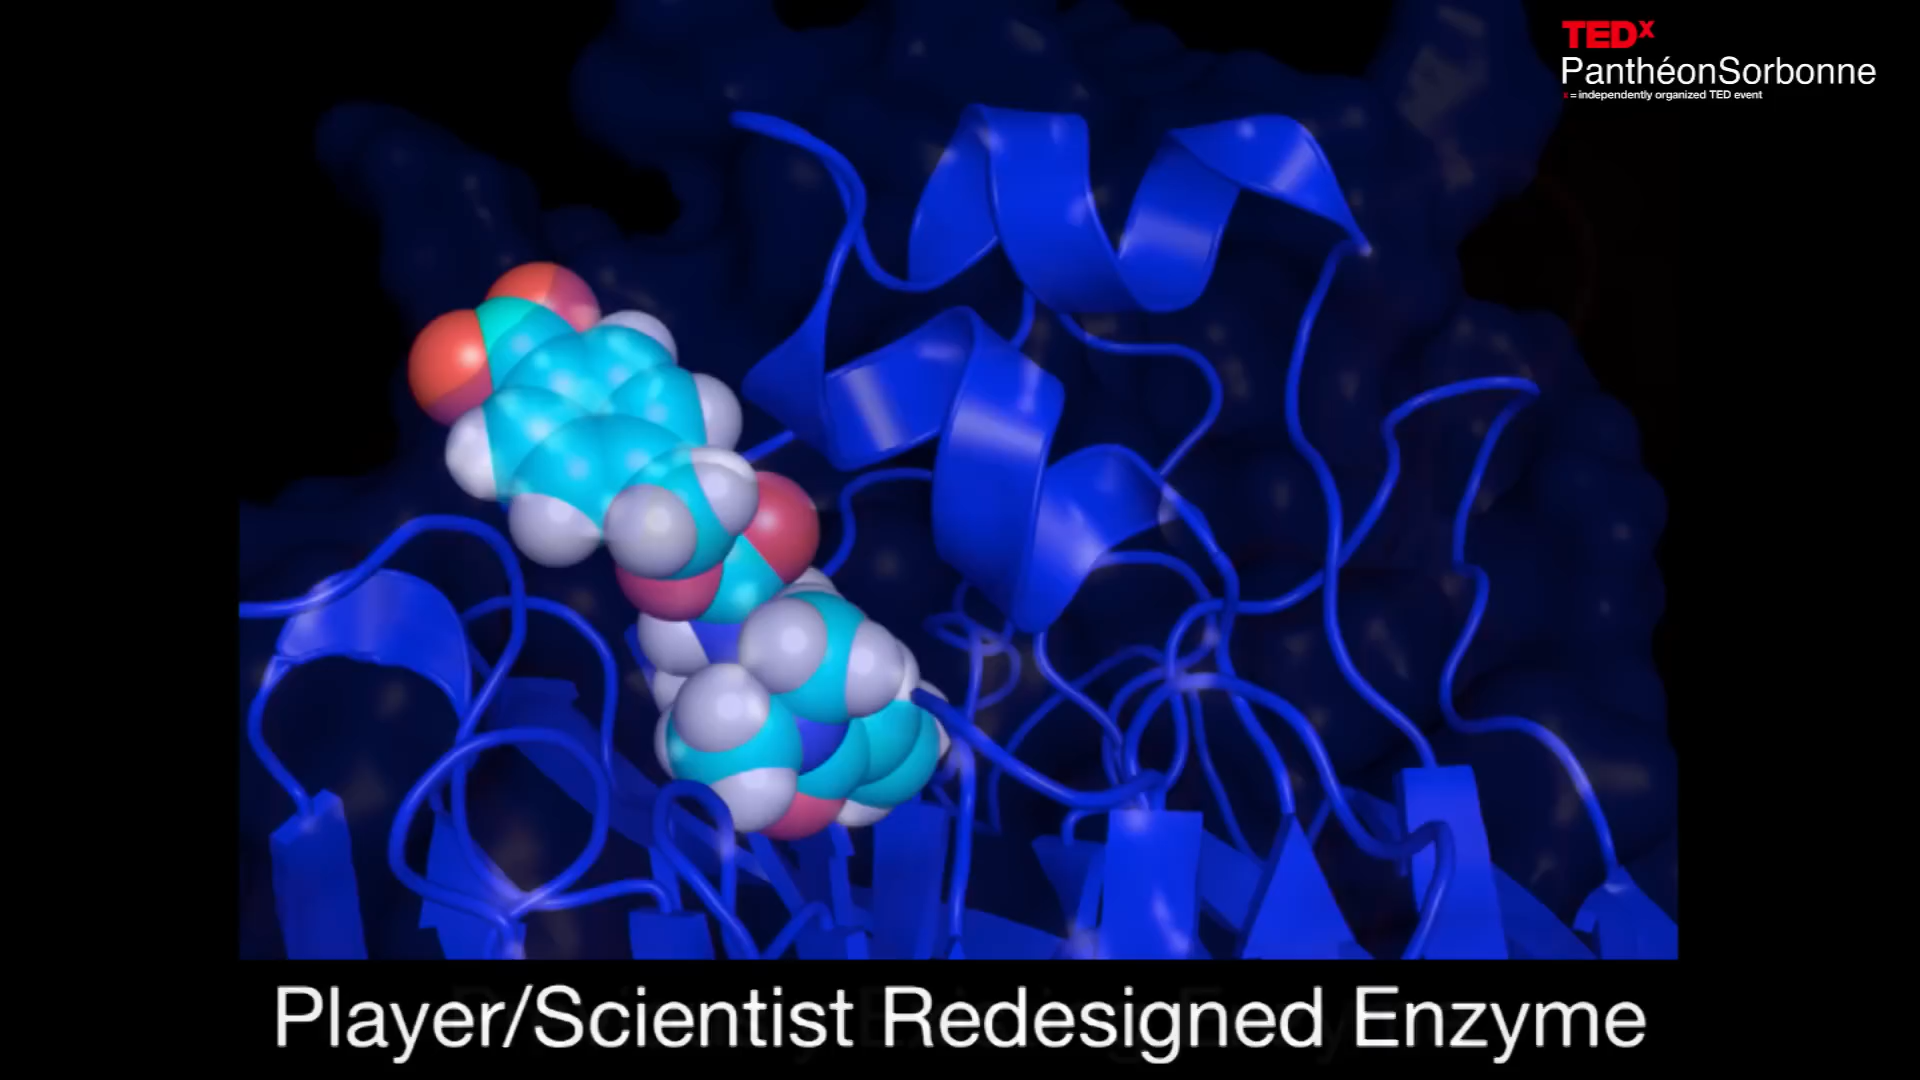 TEDx
PanthéonSorbonne
x = independently organized TED event
Player/Scientist Redesigned Enzyme